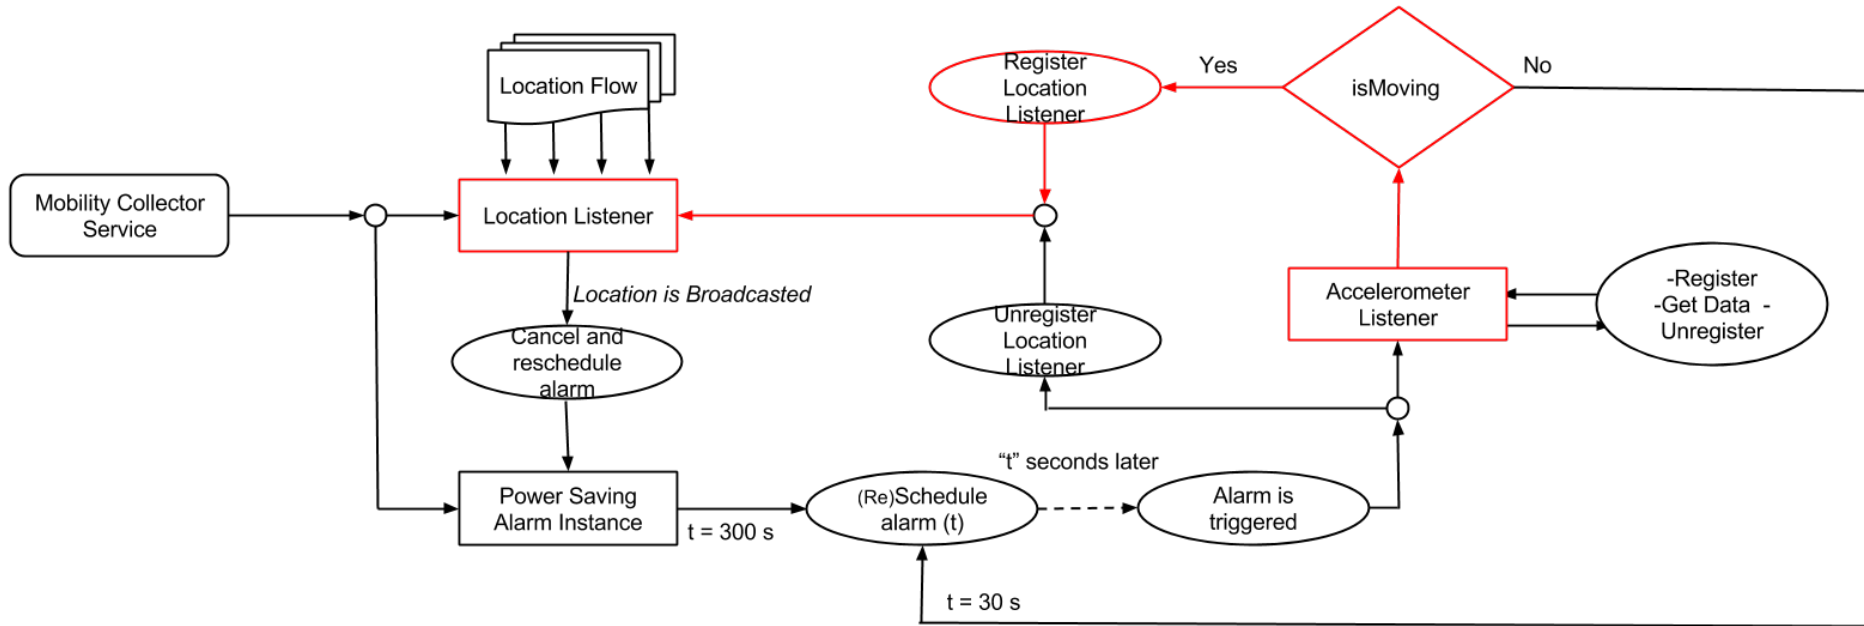 Location Flow
Register
Location
Listener
Yes
isMoving
No
Mobility Collector
Service
Location Listener
Location is Broadcasted
Accelerometer
Listener
-Register
-Get Data -
Unregister
Unregister
Location
Listener
Cancel and
reschedule
alarm
"t" seconds later
Power Saving
Alarm Instance
t = 300 s
(Re)Schedule
alarm (t)
Alarm is
triggered
t = 30 s